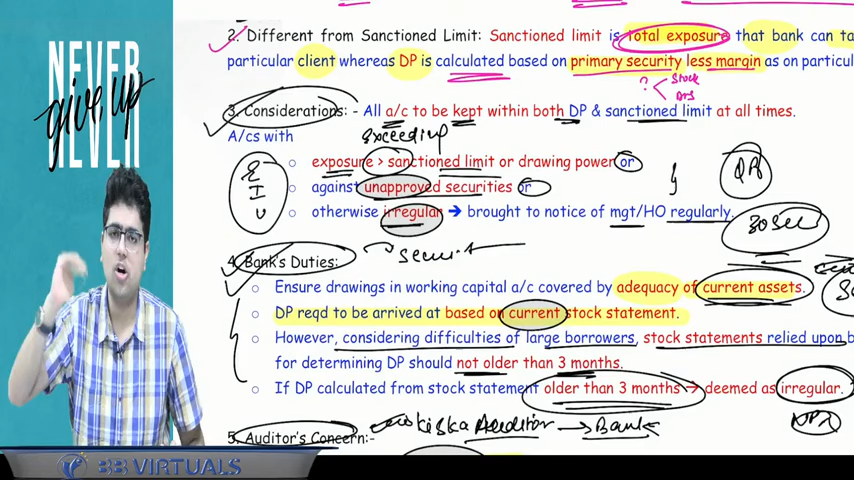 NEVER
give up
NEVER
2. Different from Sanctioned Limit: Sanctioned limit is total exposure that bank can ta
particular client whereas DP is calculated based on primary security less margin as on particul
? Stock
3. Considerations: - All a/c to be kept within both DP & sanctioned limit at all times.
A/cs with
exceeding
o exposure > sanctioned limit or drawing power or
o against unapproved securities or
o otherwise irregular → brought to notice of mgt/HO regularly.
E
I
U
4. Bank's Duties:
o Ensure drawings in working capital a/c covered by adequacy of current assets.
o DP reqd to be arrived at based on current stock statement.
o However, considering difficulties of large borrowers, stock statements relied upon b
for determining DP should not older than 3 months.
o If DP calculated from stock statement older than 3 months → deemed as irregular.
NPA
kiska Auditor → Bank
5. Auditor's Concern:-
BB VIRTUALS